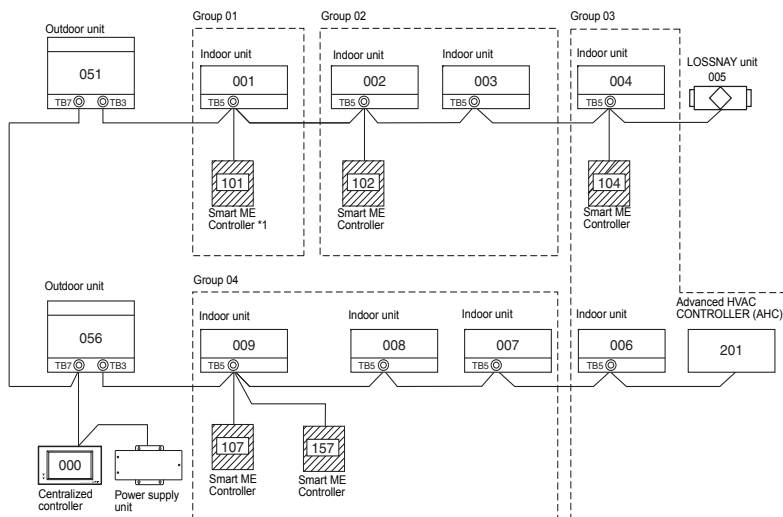 Group 01
Group 02
Group 03
Outdoor unit
051
TB7
TB3
Indoor unit
001
TB5
Indoor unit
002
TB5
Indoor unit
003
TB5
Indoor unit
004
TB5
LOSSNAY unit
005
101
Smart ME
Controller *1
102
Smart ME
Controller
104
Smart ME
Controller
Group 04
Outdoor unit
056
TB7
TB3
Indoor unit
009
TB5
Indoor unit
008
TB5
Indoor unit
007
TB5
Indoor unit
006
TB5
Advanced HVAC
CONTROLLER (AHC)
201
000
Centralized
controller
Power supply
unit
107
Smart ME
Controller
157
Smart ME
Controller